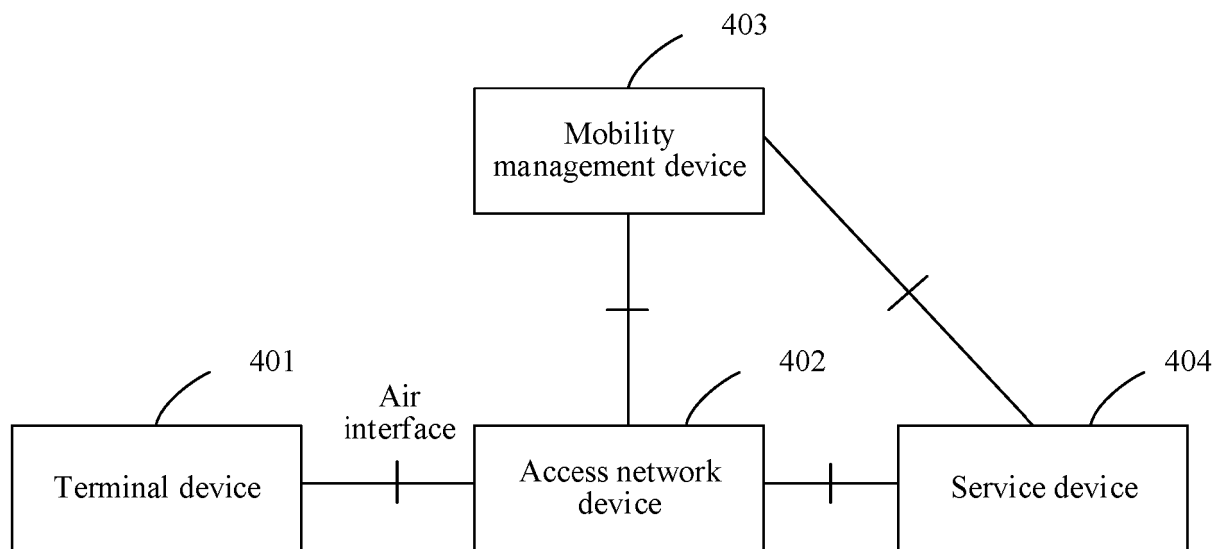 403
Mobility
management device
401
402
404
Air
interface
Terminal device
Access network
device
Service device